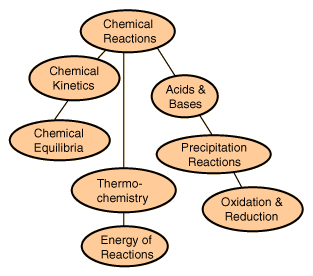 Chemical
Reactions
Chemical
Kinetics
Acids &
Bases
Chemical
Equilibria
Precipitation
Reactions
Thermo-
chemistry
Oxidation &
Reduction
Energy of
Reactions